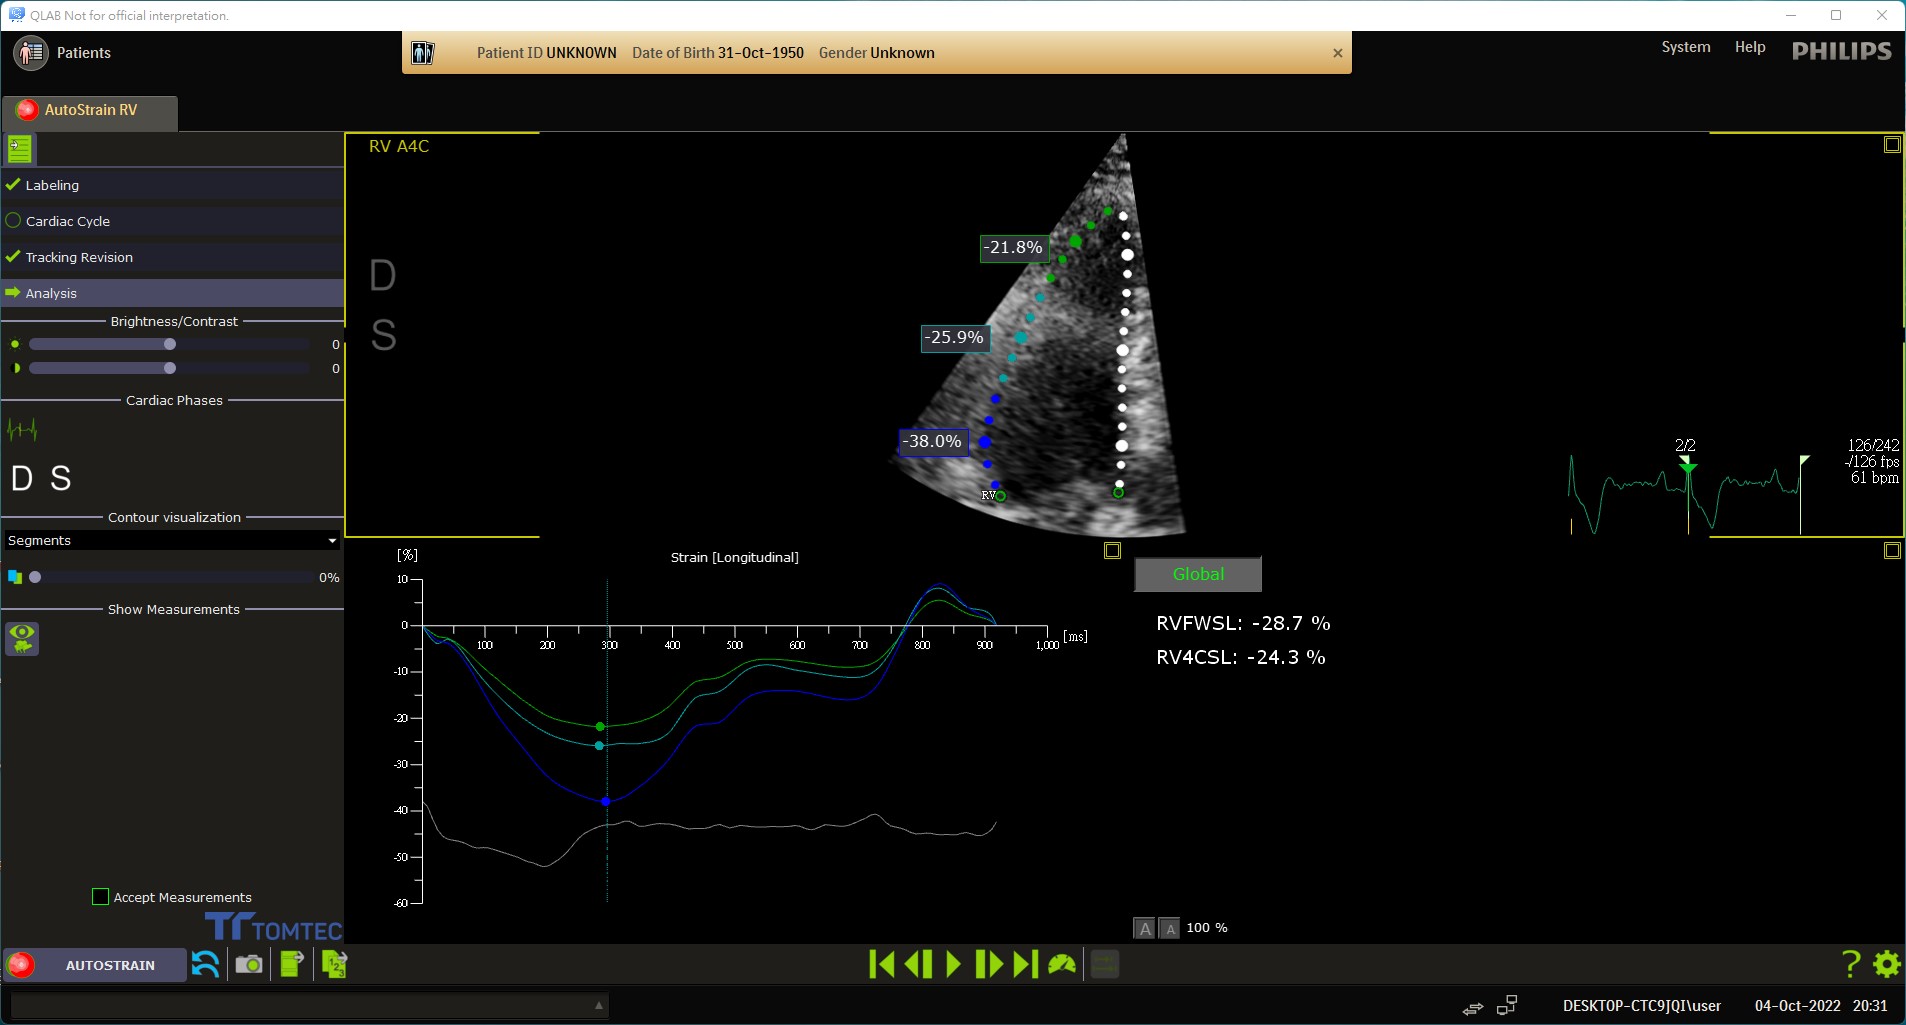 QLAB Not for official interpretation.
Patients
Patient ID UNKNOWN Date of Birth 31-Oct-1950 Gender Unknown
System Help PHILIPS
AutoStrain RV
RV A4C
Labeling
Cardiac Cycle
Tracking Revision
Analysis
Brightness/Contrast
0
0
Cardiac Phases
D S
Contour visualization
Segments
0%
Show Measurements
Accept Measurements
TOMTEC
D
S
-21.8%
-25.9%
-38.0%
RV
2/2
126/242
-/126 fps
61 bpm
[%]
Strain [Longitudinal]
10
0
-10
-20
-30
-40
-50
-60
100 200 300 400 500 600 700 800 900 1,000 [ms]
Global
RVFWSL: -28.7 %
RV4CSL: -24.3 %
A A 100 %
AUTOSTRAIN
1 2 3
?
DESKTOP-CTC9JQI\user 04-Oct-2022 20:31